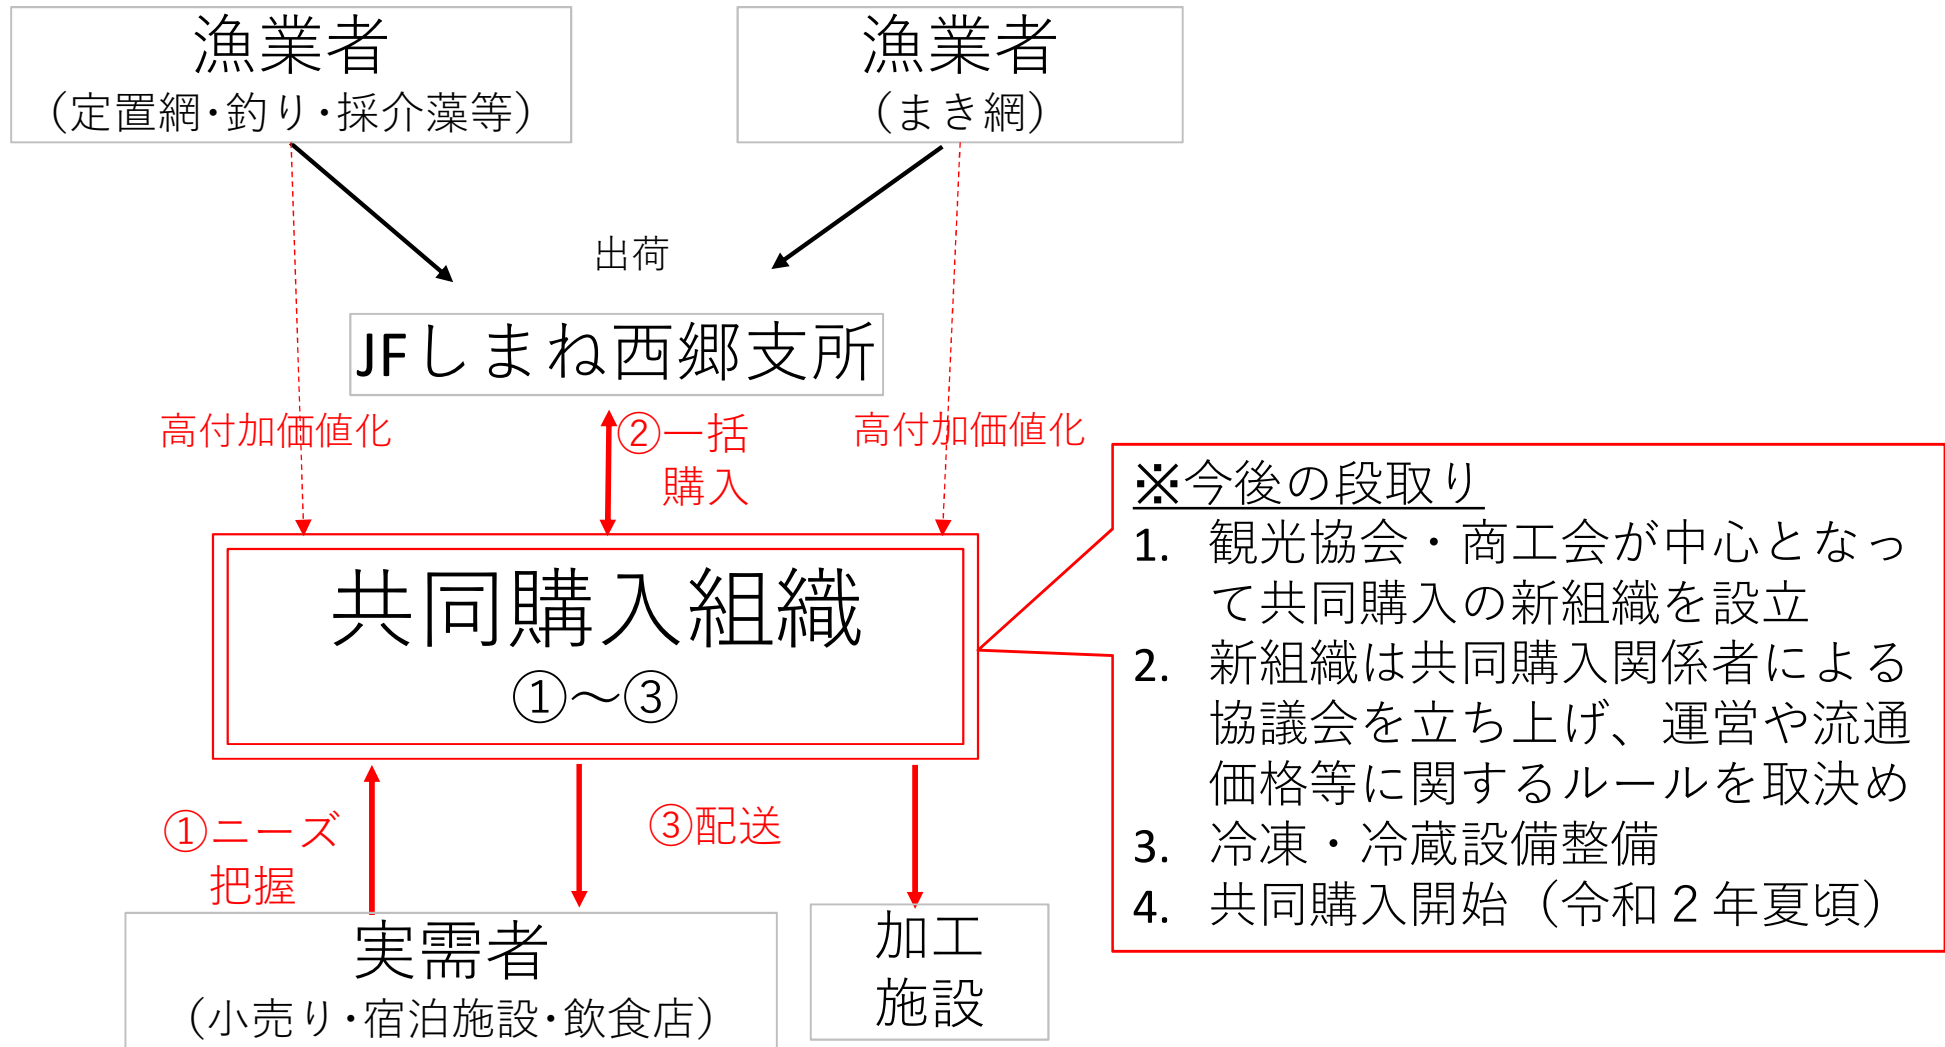 漁業者
（定置網・釣り・採介藻等）
漁業者
（まき網）
出荷
JFしまね西郷支所
高付加価値化
②一括
購入
高付加価値化
共同購入組織
①～③
①ニーズ
把握
③配送
実需者
（小売り・宿泊施設・飲食店）
加工
施設
※今後の段取り
1. 観光協会・商工会が中心となっ
て共同購入の新組織を設立
2. 新組織は共同購入関係者による
協議会を立ち上げ、運営や流通
価格等に関するルールを取決め
3. 冷凍・冷蔵設備整備
4. 共同購入開始（令和２年夏頃）